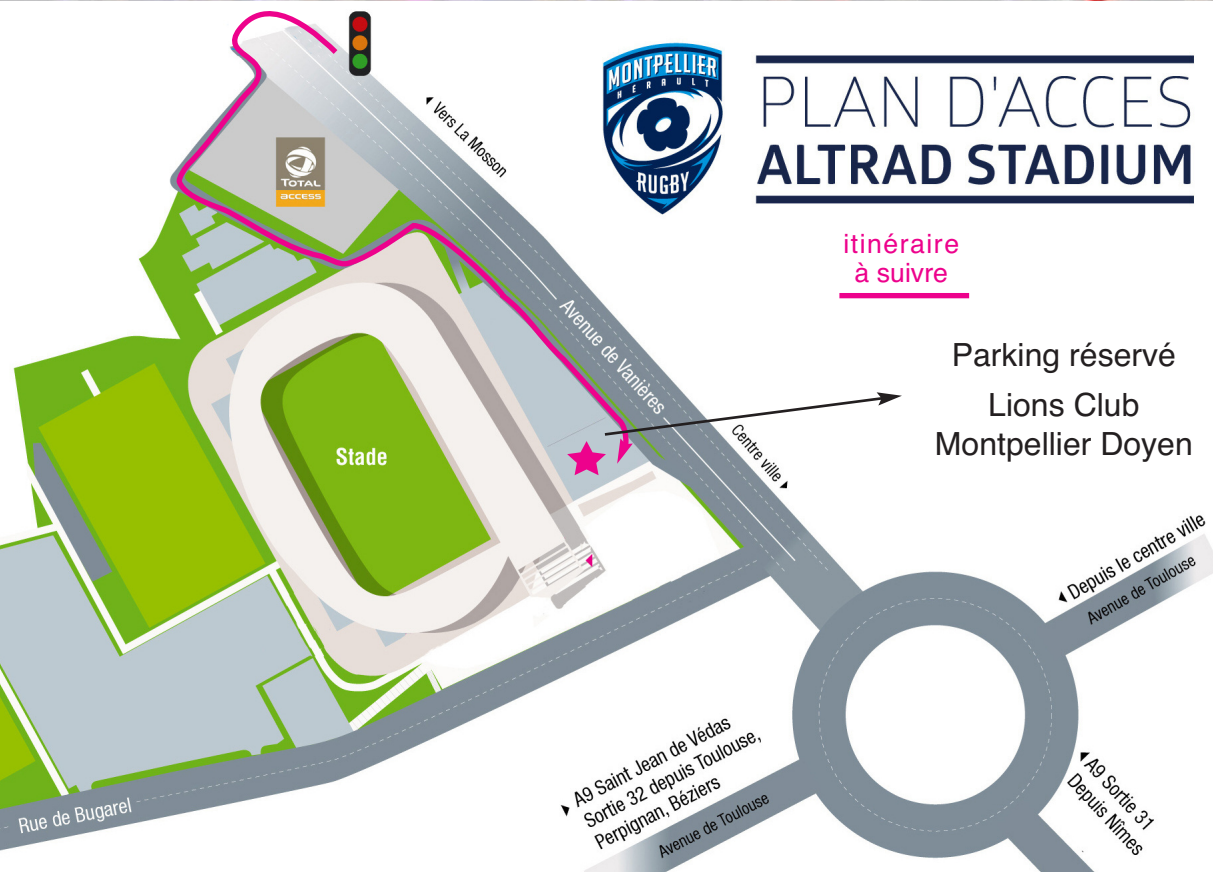 MONTPELLIER
HÉRAULT
RUGBY
PLAN D'ACCES
ALTRAD STADIUM
itinéraire
à suivre
Vers La Mosson
TOTAL
access
Avenue de Vanières
Parking réservé
Lions Club
Montpellier Doyen
Centre ville
Stade
Depuis le centre ville
Avenue de Toulouse
A9 Saint Jean de Védas
Sortie 32 depuis Toulouse,
Perpignan, Béziers
Avenue de Toulouse
A9 Sortie 31
Depuis Nîmes
Rue de Bugarel